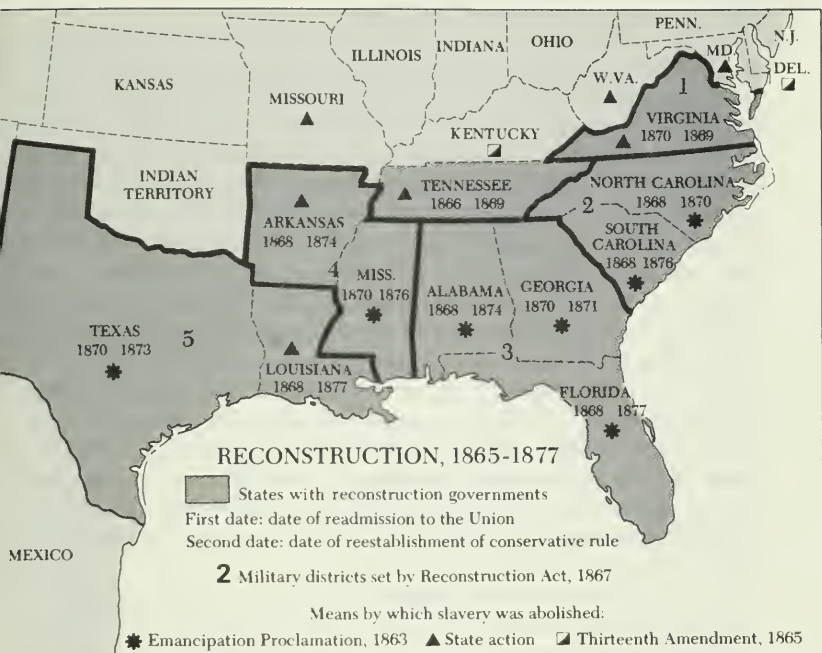 PENN.
N.J.
OHIO
INDIANA
ILLINOIS
MD.
DEL.
W.VA.
KANSAS
MISSOURI
1
VIRGINIA
1870 1869
KENTUCKY
INDIAN
TERRITORY
TENNESSEE
1866 1869
NORTH CAROLINA
1868 1870
2
ARKANSAS
1868 1874
SOUTH
CAROLINA
1868 1876
4
MISS.
1870 1876
ALABAMA
1868 1874
GEORGIA
1870 1871
TEXAS
1870 1873
5
3
LOUISIANA
1868 1877
FLORIDA
1868 1877
MEXICO
RECONSTRUCTION, 1865-1877
States with reconstruction governments
First date: date of readmission to the Union
Second date: date of reestablishment of conservative rule
2 Military districts set by Reconstruction Act, 1867
Means by which slavery was abolished:
Emancipation Proclamation, 1863 State action Thirteenth Amendment, 1865